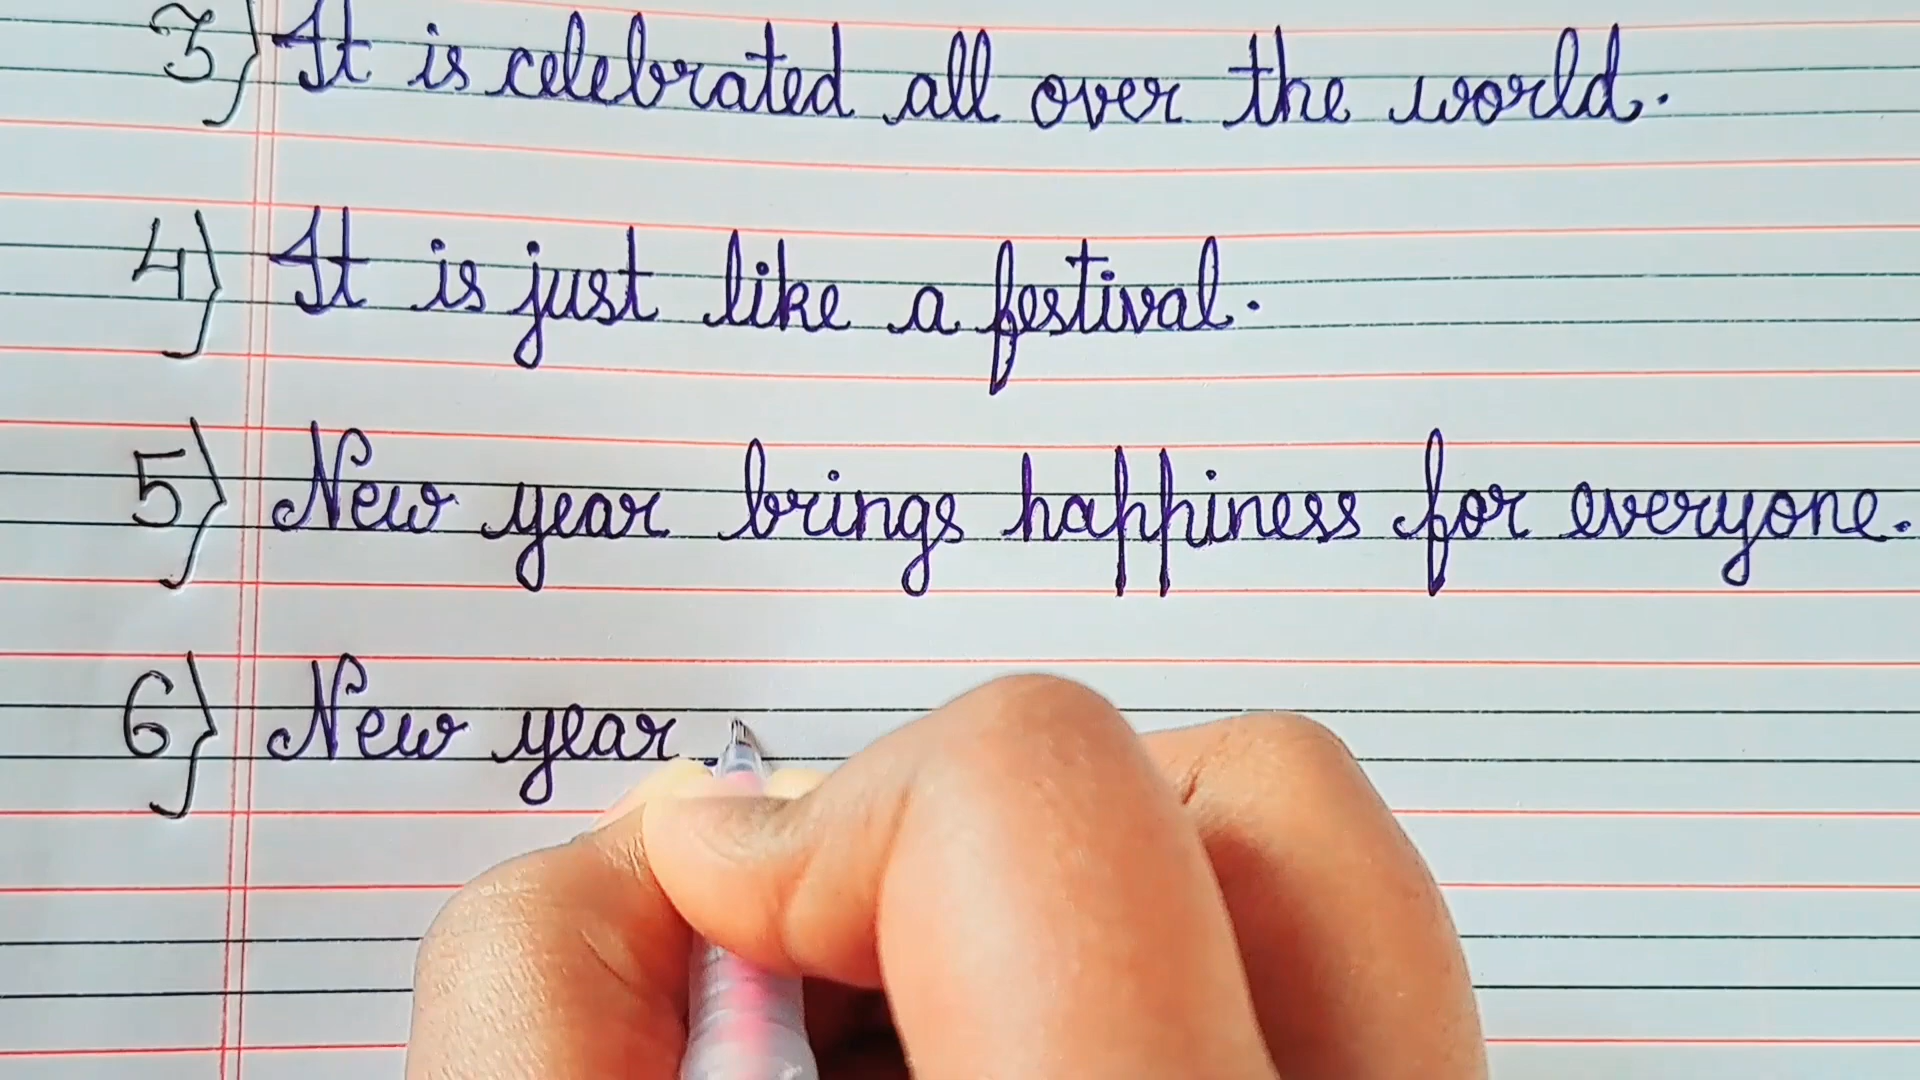 3) It is celebrated all over the world.
4) It is just like a festival.
5) New year brings happiness for everyone.
6) New year